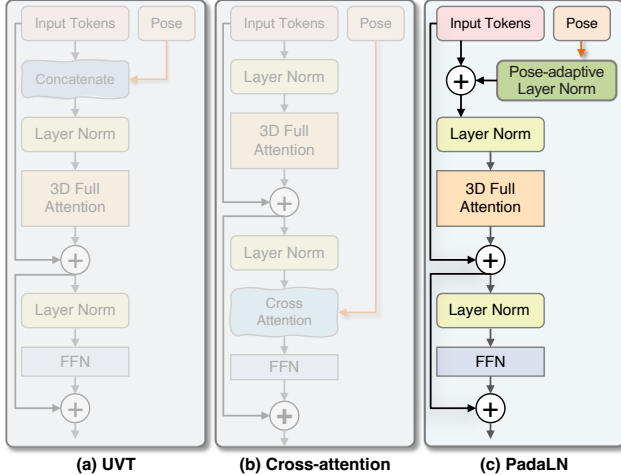 Input Tokens
Pose
Concatenate
Layer Norm
3D Full
Attention
Layer Norm
FFN
(a) UVT
Input Tokens
Pose
Layer Norm
3D Full
Attention
Layer Norm
Cross
Attention
FFN
(b) Cross-attention
Input Tokens
Pose
Pose-adaptive
Layer Norm
Layer Norm
3D Full
Attention
Layer Norm
FFN
(c) PadaLN